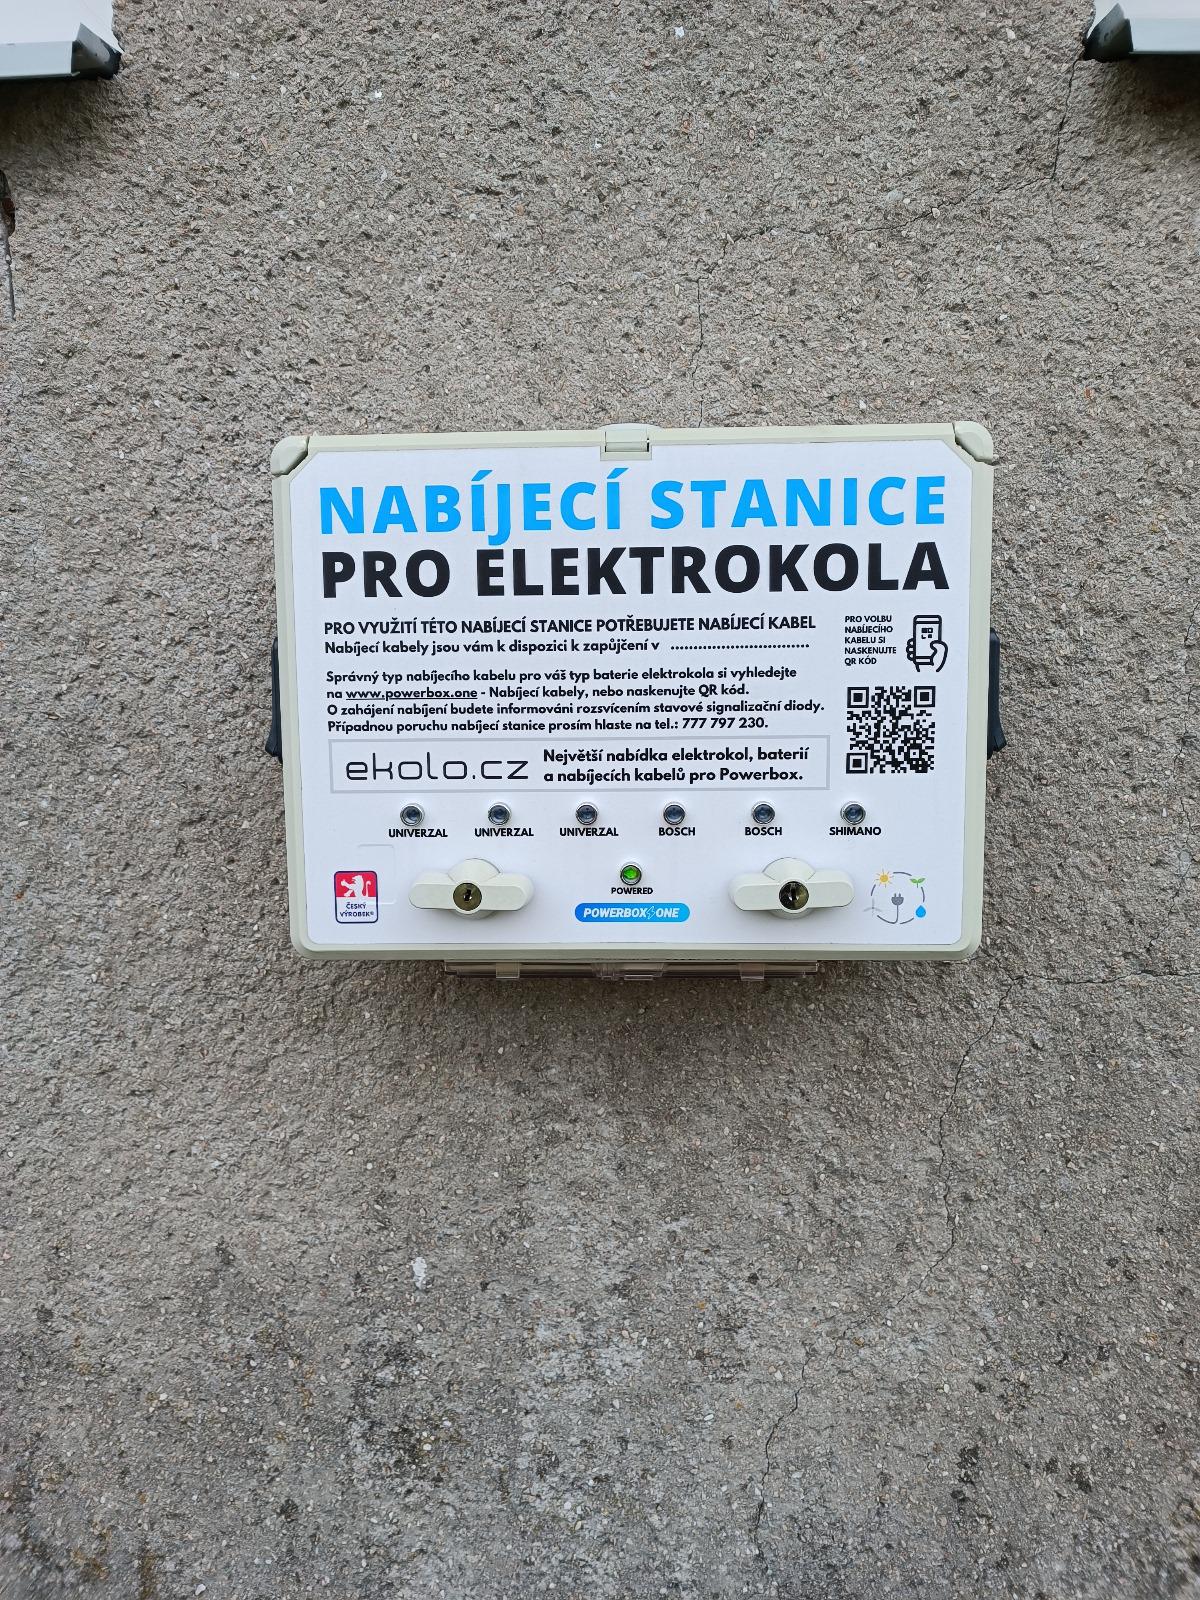 NABÍJECÍ STANICE
PRO ELEKTROKOLA
PRO VYUŽITÍ TÉTO NABÍJECÍ STANICE POTŘEBUJETE NABÍJECÍ KABEL
Nabíjecí kabely jsou vám k dispozici k zapůjčení v ..................................
PRO VOLBU
NABÍJECÍHO
KABELU SI
NASKENUJTE
QR KÓD
Správný typ nabíjecího kabelu pro váš typ baterie elektrokola si vyhledejte
na www.powerbox.one - Nabíjecí kabely, nebo naskenujte QR kód.
O zahájení nabíjení budete informováni rozsvícením stavové signalizační diody.
Případnou poruchu nabíjecí stanice prosím hlaste na tel.: 777 797 230.
ekolo.cz
Největší nabídka elektrokol, baterií
a nabíjecích kabelů pro Powerbox.
UNIVERZAL UNIVERZAL UNIVERZAL BOSCH BOSCH SHIMANO
POWERED
ČESKÝ
VÝROBEK®
POWERBOX ONE